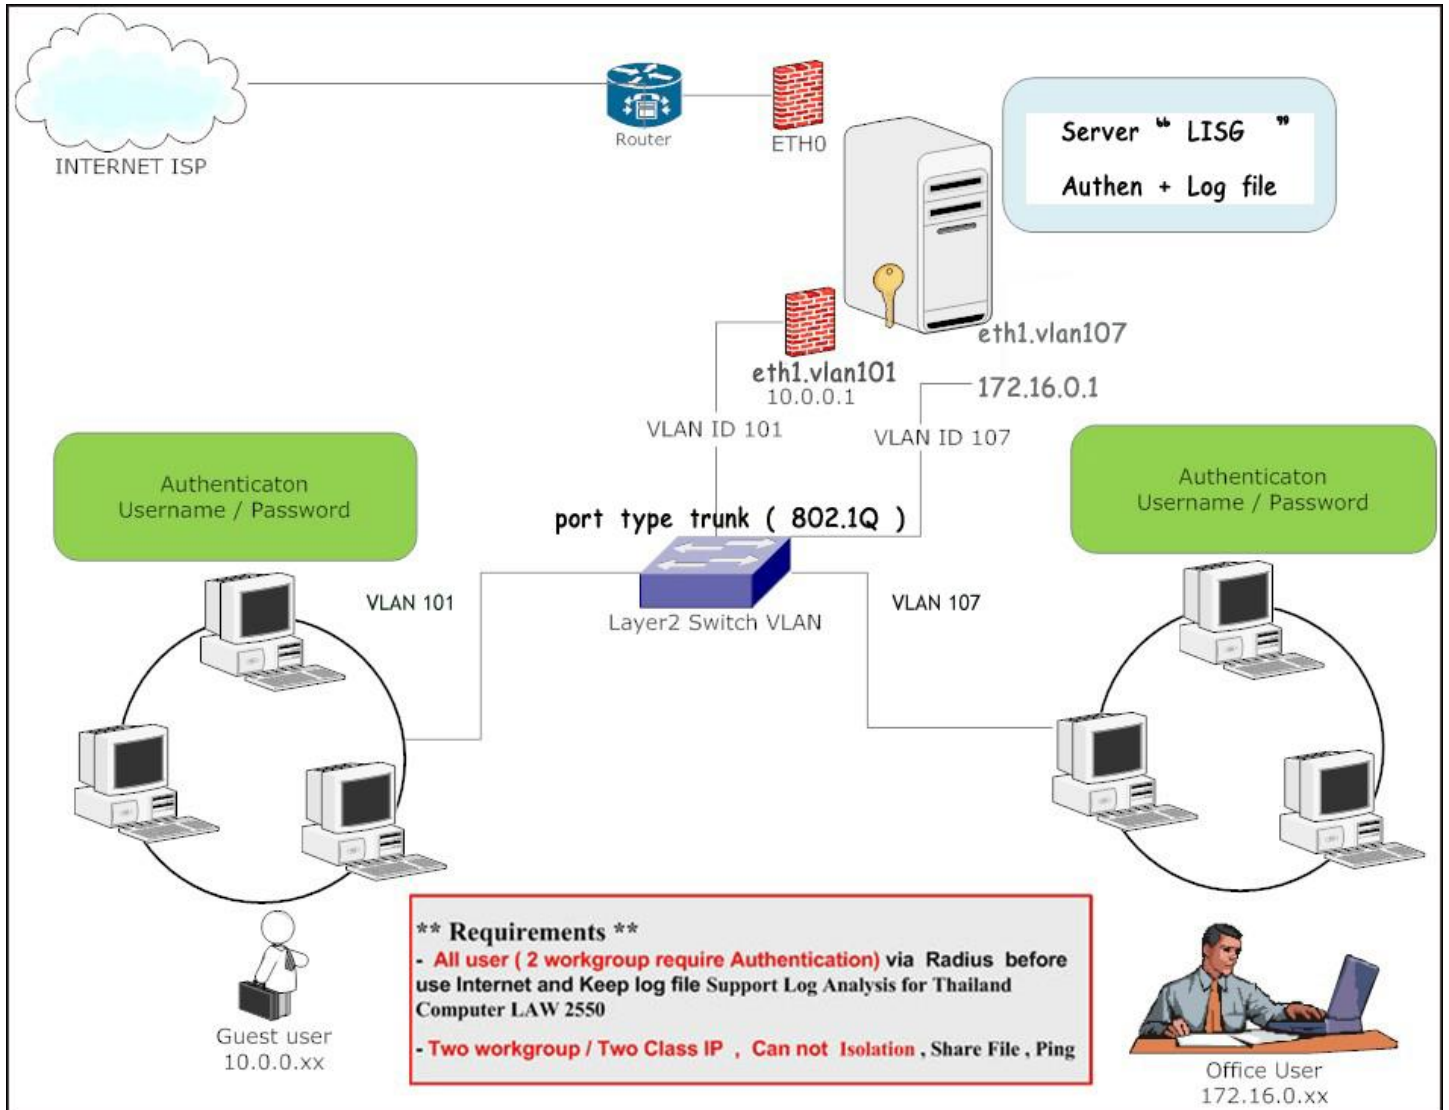 INTERNET ISP
Router
ETH0
Server “ LISG ”
Authen + Log file
eth1.vlan107
172.16.0.1
eth1.vlan101
10.0.0.1
VLAN ID 101
VLAN ID 107
Authenticaton
Username / Password
Authenticaton
Username / Password
port type trunk ( 802.1Q )
VLAN 101
VLAN 107
Layer2 Switch VLAN
** Requirements **
- All user ( 2 workgroup require Authentication) via Radius before
use Internet and Keep log file Support Log Analysis for Thailand
Computer LAW 2550
- Two workgroup / Two Class IP , Can not Isolation , Share File , Ping
Guest user
10.0.0.xx
Office User
172.16.0.xx